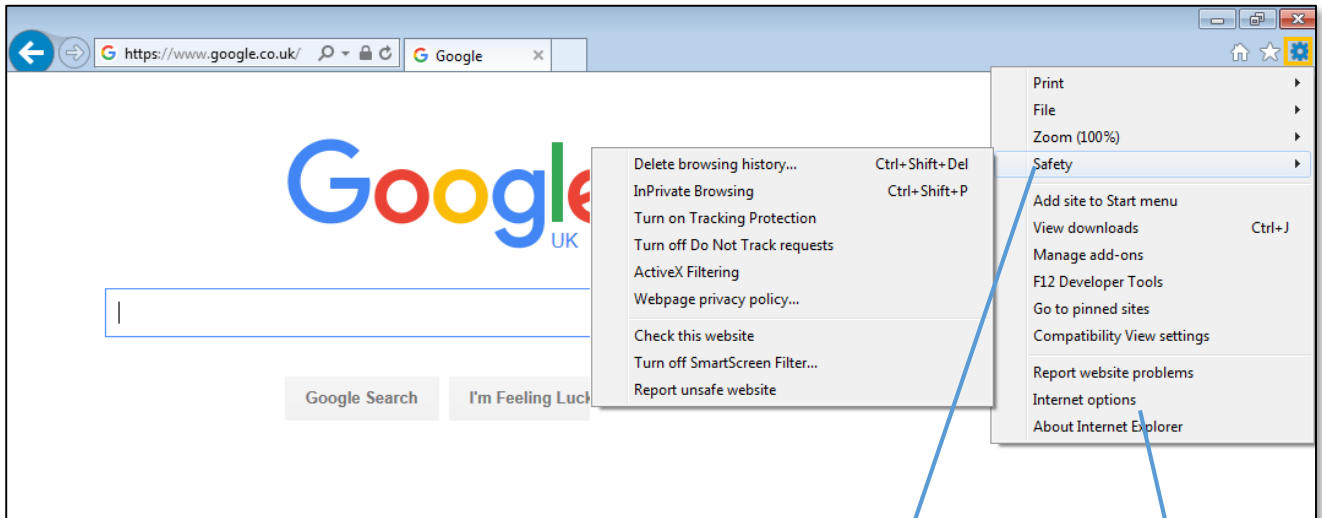 https://www.google.co.uk/
Google
Print
File
Zoom (100%)
Safety
Add site to Start menu
View downloads Ctrl+J
Manage add-ons
F12 Developer Tools
Go to pinned sites
Compatibility View settings
Report website problems
Internet options
About Internet Explorer
Delete browsing history... Ctrl+Shift+Del
InPrivate Browsing Ctrl+Shift+P
Turn on Tracking Protection
Turn off Do Not Track requests
ActiveX Filtering
Webpage privacy policy...
Check this website
Turn off SmartScreen Filter...
Report unsafe website
Google
UK
Google Search
I'm Feeling Luck